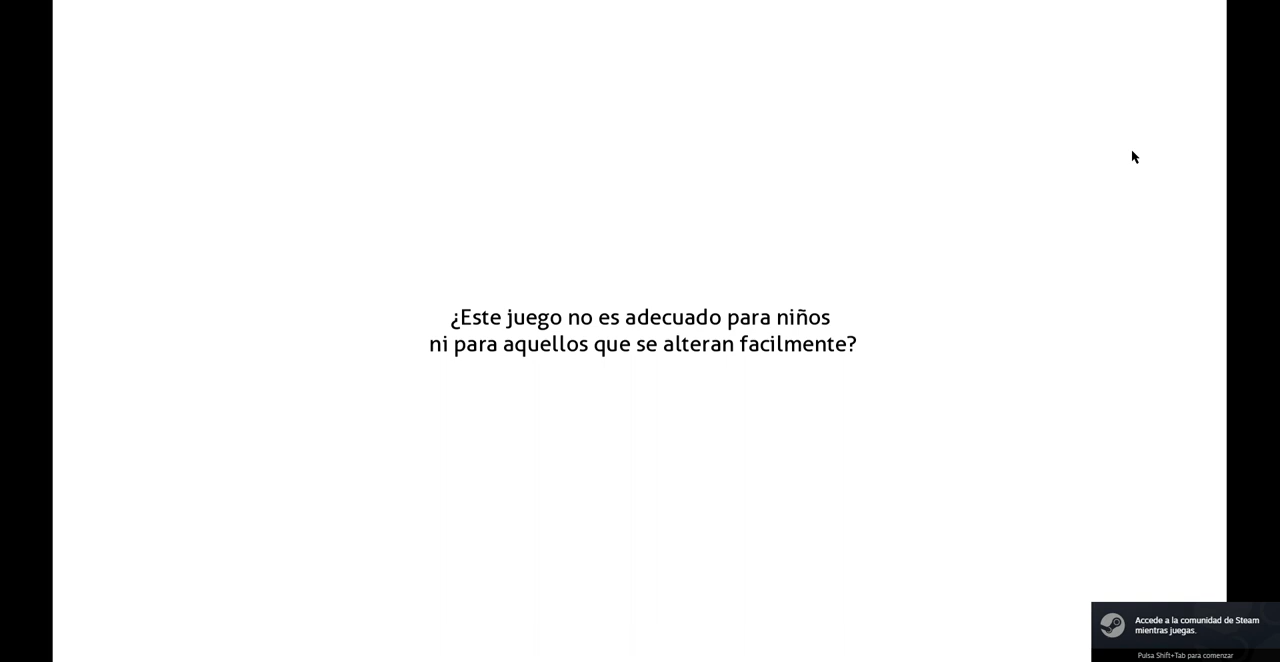 ¿Este juego no es adecuado para niños
ni para aquellos que se alteran facilmente?
Accede a la comunidad de Steam
mientras juegas.
Pulsa Shift+Tab para comenzar